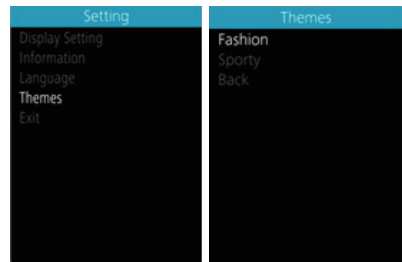 Setting
Display Setting
Information
Language
Themes
Exit
Themes
Fashion
Sporty
Back